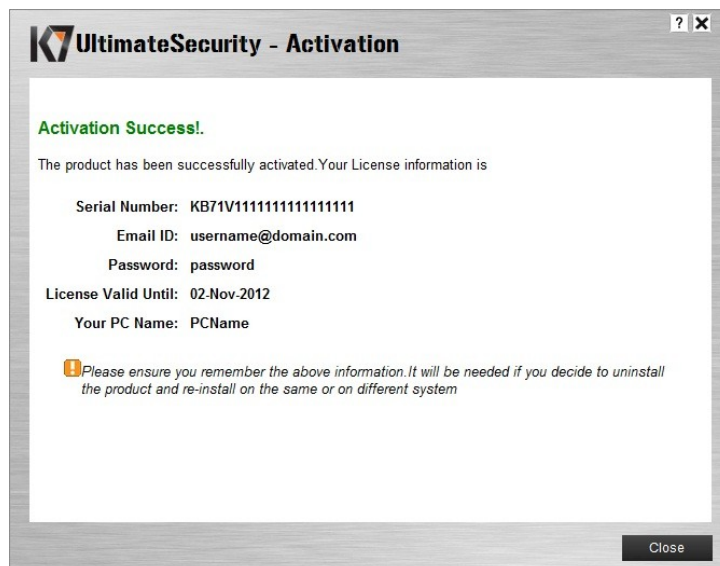 K7 UltimateSecurity - Activation
? X
Activation Success!.
The product has been successfully activated.Your License information is
Serial Number: KB71V1111111111111111
Email ID: username@domain.com
Password: password
License Valid Until: 02-Nov-2012
Your PC Name: PCName
! Please ensure you remember the above information.It will be needed if you decide to uninstall
the product and re-install on the same or on different system
Close